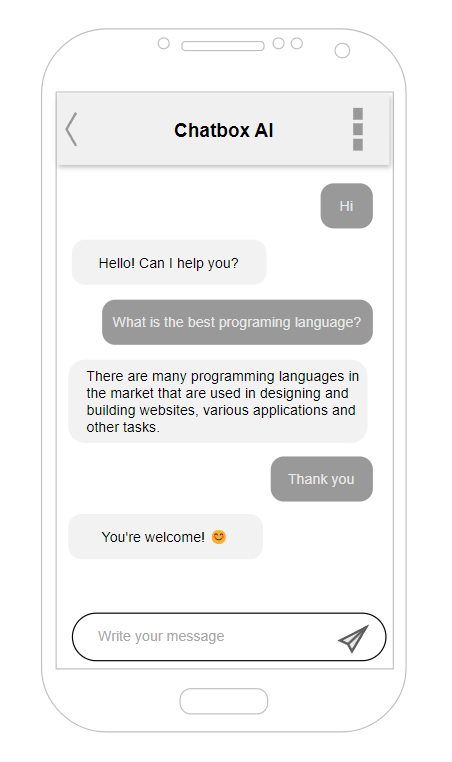 Chatbox AI
Hi
Hello! Can I help you?
What is the best programing language?
There are many programming languages in
the market that are used in designing and
building websites, various applications and
other tasks.
Thank you
You're welcome! 😊
Write your message